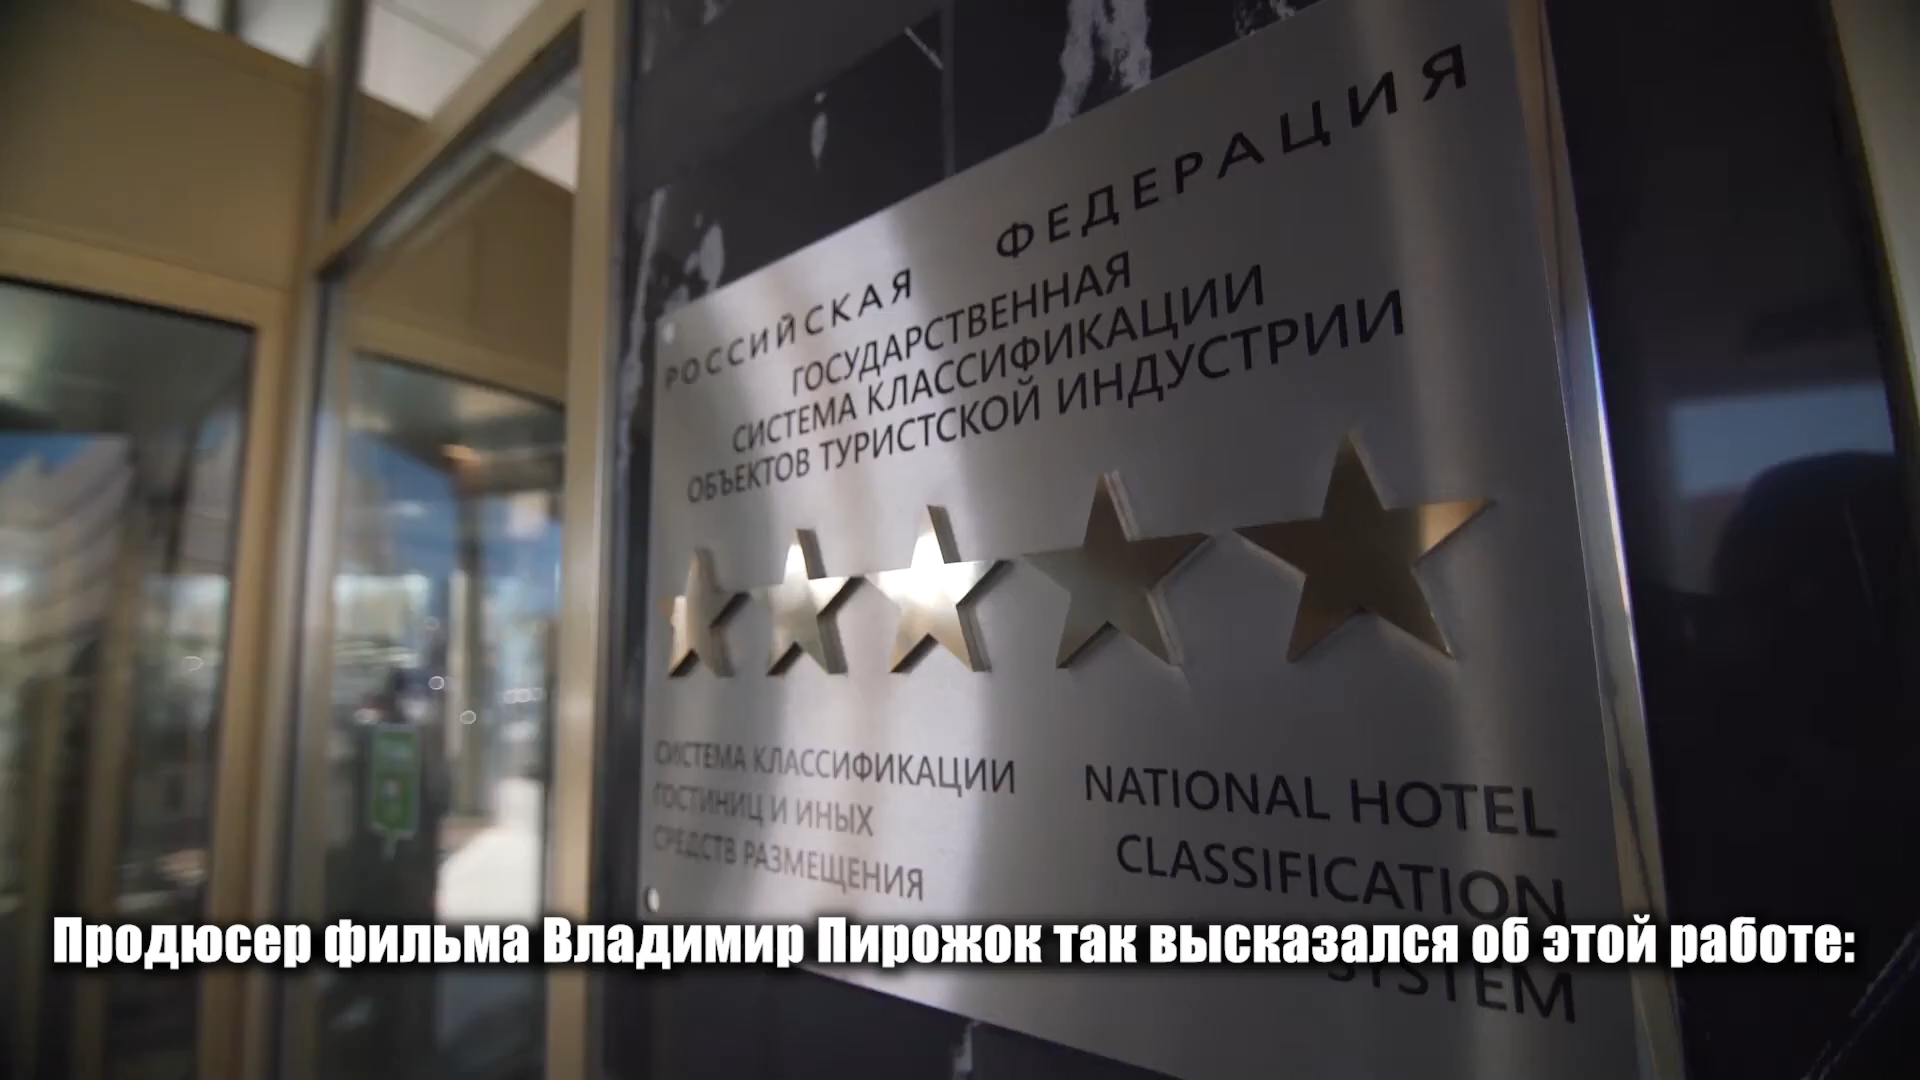 РОССИЙСКАЯ ФЕДЕРАЦИЯ
ГОСУДАРСТВЕННАЯ
СИСТЕМА КЛАССИФИКАЦИИ
ОБЪЕКТОВ ТУРИСТСКОЙ ИНДУСТРИИ
СИСТЕМА КЛАССИФИКАЦИИ
ГОСТИНИЦ И ИНЫХ
СРЕДСТВ РАЗМЕЩЕНИЯ
NATIONAL HOTEL
CLASSIFICATION
SYSTEM
Продюсер фильма Владимир Пирожок так высказался об этой работе: